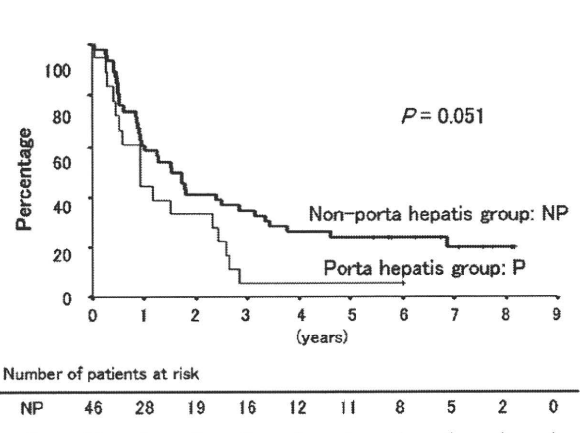 Percentage
100
80
60
40
20
0
P = 0.051
Non-porta hepatis group: NP
Porta hepatis group: P
0 1 2 3 4 5 6 7 8 9
(years)
Number of patients at risk
NP 46 28 19 16 12 11 8 5 2 0